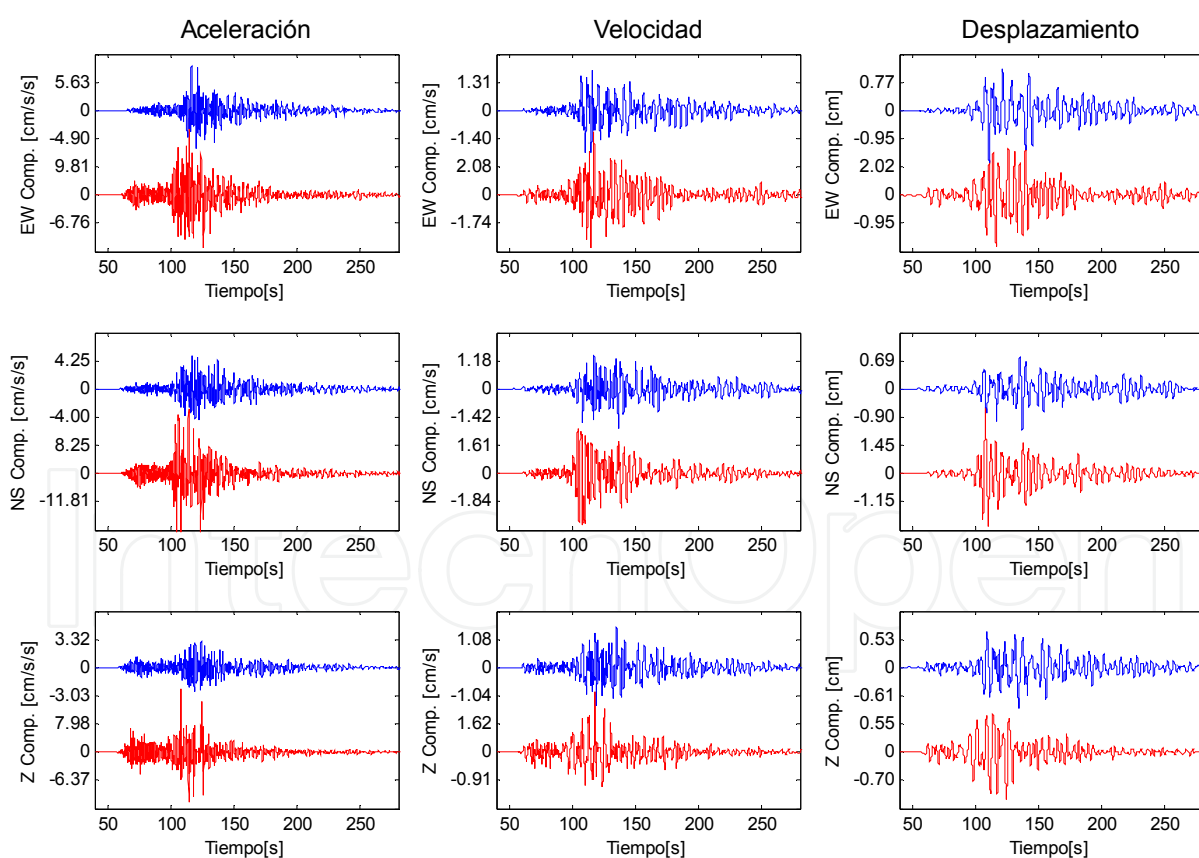 Aceleración
Velocidad
Desplazamiento
EW Comp. [cm/s/s]
5.63
0
-4.90
9.81
0
-6.76
50 100 150 200 250
Tiempo[s]
EW Comp. [cm/s]
1.31
0
-1.40
2.08
0
-1.74
50 100 150 200 250
Tiempo[s]
EW Comp. [cm]
0.77
0
-0.95
2.02
0
-0.95
50 100 150 200 250
Tiempo[s]
NS Comp. [cm/s/s]
4.25
0
-4.00
8.25
0
-11.81
50 100 150 200 250
Tiempo[s]
NS Comp. [cm/s]
1.18
0
-1.42
1.61
0
-1.84
50 100 150 200 250
Tiempo[s]
NS Comp. [cm]
0.69
0
-0.90
1.45
0
-1.15
50 100 150 200 250
Tiempo[s]
Z Comp. [cm/s/s]
3.32
0
-3.03
7.98
0
-6.37
50 100 150 200 250
Tiempo[s]
Z Comp. [cm/s]
1.08
0
-1.04
1.62
0
-0.91
50 100 150 200 250
Tiempo[s]
Z Comp. [cm]
0.53
0
-0.61
0.55
0
-0.70
50 100 150 200 250
Tiempo[s]
IntechOpen